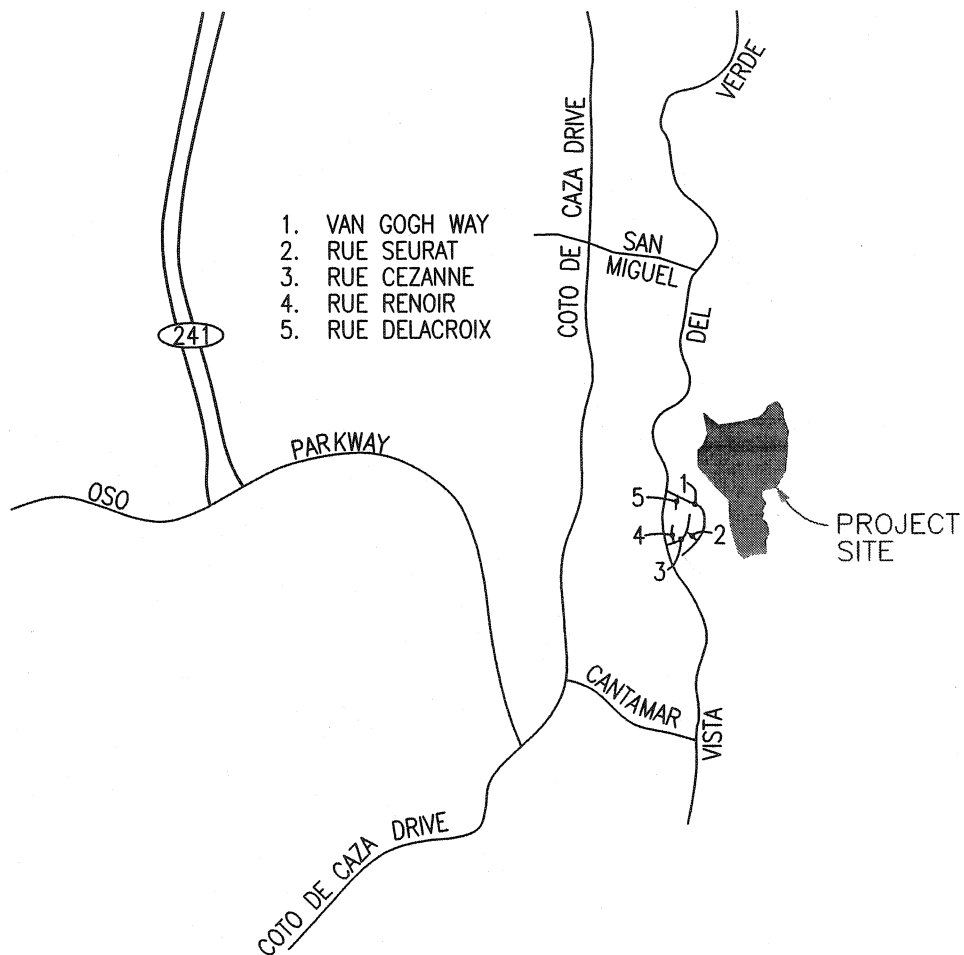 VERDE
COTO DE CAZA DRIVE
1. VAN GOGH WAY
2. RUE SEURAT
3. RUE CEZANNE
4. RUE RENOIR
5. RUE DELACROIX
SAN
MIGUEL
DEL
241
PARKWAY
OSO
1
5
4
2
3
PROJECT
SITE
CANTAMAR
VISTA
COTO DE CAZA DRIVE